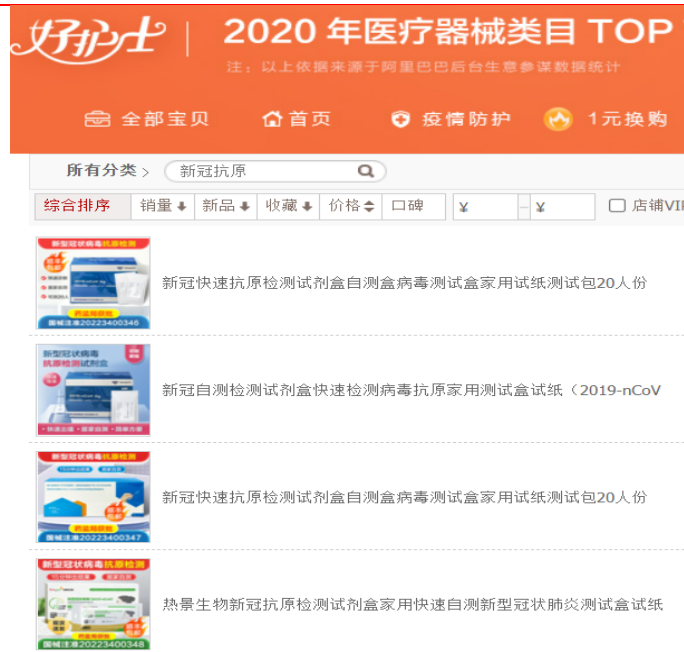 好护士
2020 年医疗器械类目 TOP
注：以上依据来源于阿里巴巴后台生意参谋数据统计
全部宝贝 首页 疫情防护 1元换购
所有分类 > 新冠抗原
综合排序 销量 新品 收藏 价格 口碑 ¥ - ¥ 店铺VI
新型冠状病毒抗原检测
国械注准20223400346
新冠快速抗原检测试剂盒自测盒病毒测试盒家用试纸测试包20人份
新型冠状病毒
抗原检测试剂盒
新冠自测检测试剂盒快速检测病毒抗原家用测试盒试纸（2019-nCoV
新型冠状病毒抗原检测
国械注准20223400347
新冠快速抗原检测试剂盒自测盒病毒测试盒家用试纸测试包20人份
新型冠状病毒抗原检测
国械注准20223400348
热景生物新冠抗原检测试剂盒家用快速自测新型冠状肺炎测试盒试纸